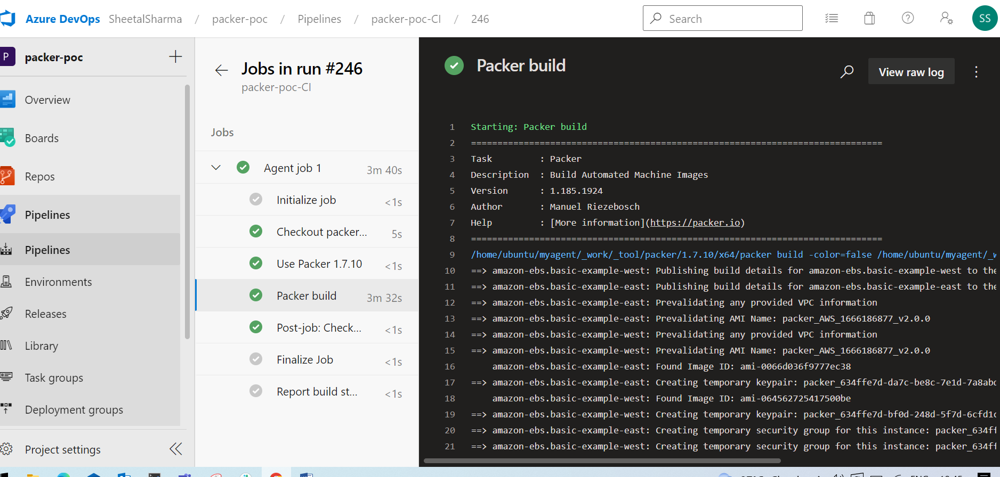 Azure DevOps SheetalSharma / packer-poc / Pipelines / packer-poc-CI / 246
Search
SS
P packer-poc
Overview
Boards
Repos
Pipelines
Pipelines
Environments
Releases
Library
Task groups
Deployment groups
Project settings
Jobs in run #246
packer-poc-CI
Jobs
Agent job 1 3m 40s
Initialize job <1s
Checkout packer... 5s
Use Packer 1.7.10 <1s
Packer build 3m 32s
Post-job: Check... <1s
Finalize Job <1s
Report build st... <1s
Packer build
View raw log
1 Starting: Packer build
2 ==============================================================================
3 Task : Packer
4 Description : Build Automated Machine Images
5 Version : 1.185.1924
6 Author : Manuel Riezebosch
7 Help : [More information](https://packer.io)
8 ==============================================================================
9 /home/ubuntu/myagent/_work/_tool/packer/1.7.10/x64/packer build -color=false /home/ubuntu/myagent/_w
10 ==> amazon-ebs.basic-example-west: Publishing build details for amazon-ebs.basic-example-west to the
11 ==> amazon-ebs.basic-example-east: Publishing build details for amazon-ebs.basic-example-east to the
12 ==> amazon-ebs.basic-example-east: Prevalidating any provided VPC information
13 ==> amazon-ebs.basic-example-east: Prevalidating AMI Name: packer_AWS_1666186877_v2.0.0
14 ==> amazon-ebs.basic-example-west: Prevalidating any provided VPC information
15 ==> amazon-ebs.basic-example-west: Prevalidating AMI Name: packer_AWS_1666186877_v2.0.0
16 amazon-ebs.basic-example-east: Found Image ID: ami-0066d036f9777ec38
17 ==> amazon-ebs.basic-example-east: Creating temporary keypair: packer_634ffe7d-da7c-be8c-7e1d-7a8abc
18 amazon-ebs.basic-example-west: Found Image ID: ami-064562725417500be
19 ==> amazon-ebs.basic-example-west: Creating temporary keypair: packer_634ffe7d-bf0d-248d-5f7d-6cfd1c
20 ==> amazon-ebs.basic-example-east: Creating temporary security group for this instance: packer_634ff
21 ==> amazon-ebs.basic-example-west: Creating temporary security group for this instance: packer_634ff